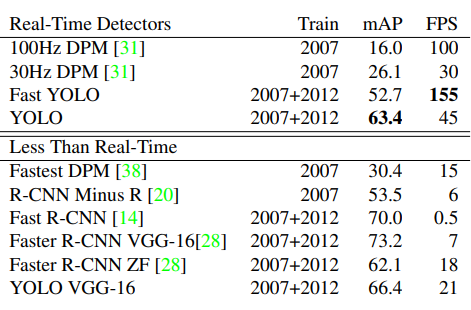 Real-Time Detectors Train mAP FPS
100Hz DPM [31] 2007 16.0 100
30Hz DPM [31] 2007 26.1 30
Fast YOLO 2007+2012 52.7 155
YOLO 2007+2012 63.4 45
Less Than Real-Time
Fastest DPM [38] 2007 30.4 15
R-CNN Minus R [20] 2007 53.5 6
Fast R-CNN [14] 2007+2012 70.0 0.5
Faster R-CNN VGG-16[28] 2007+2012 73.2 7
Faster R-CNN ZF [28] 2007+2012 62.1 18
YOLO VGG-16 2007+2012 66.4 21